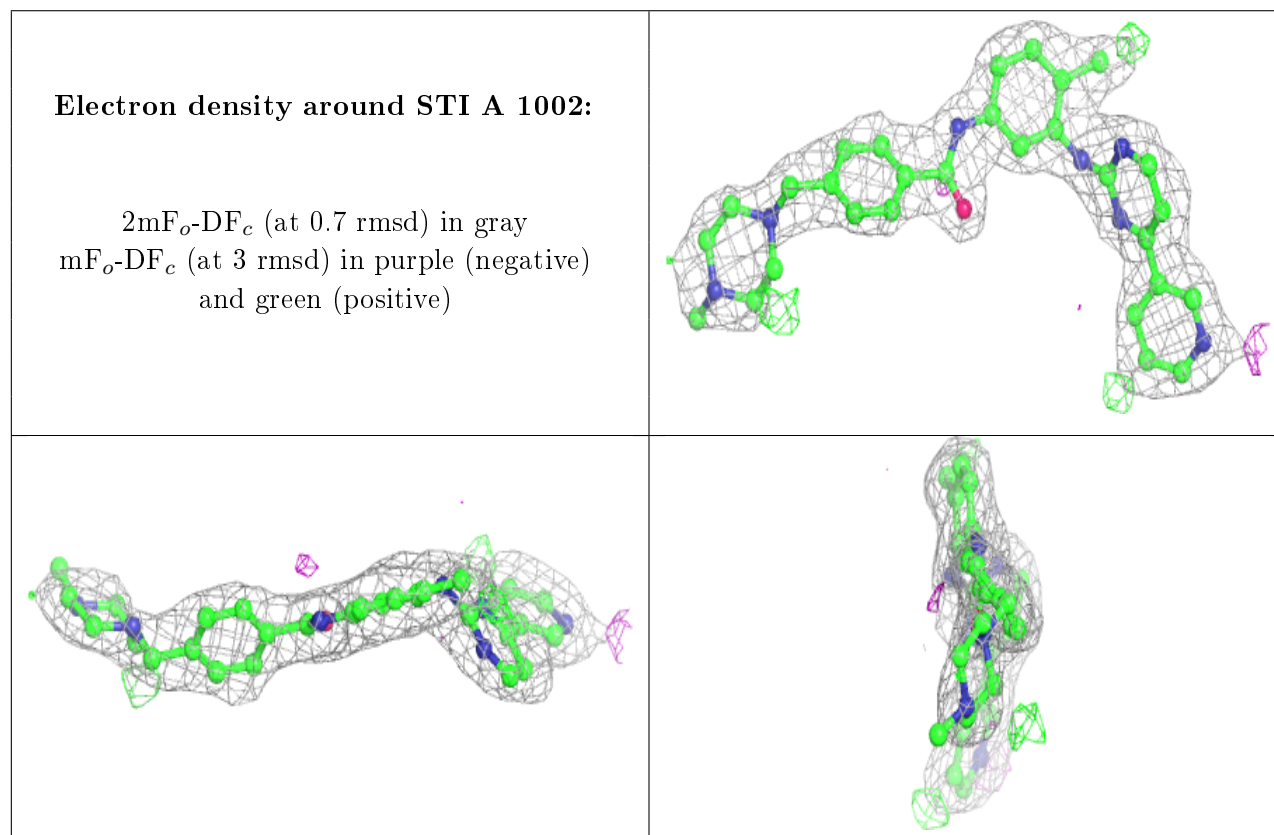 Electron density around STI A 1002:
2mFₒ-DF𝒸 (at 0.7 rmsd) in gray
mFₒ-DF𝒸 (at 3 rmsd) in purple (negative)
and green (positive)